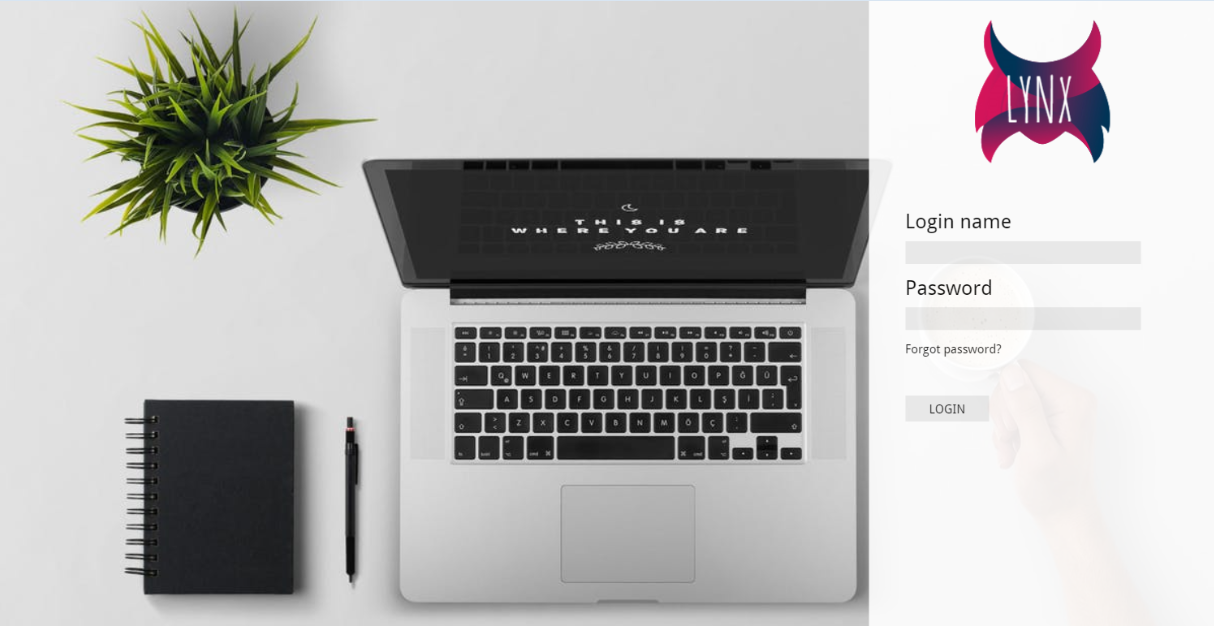 LYNX
THIS IS
WHERE YOU ARE
Login name
Password
Forgot password?
LOGIN
Q W E R T Y U I O P Ğ Ü
A S D F G H J K L Ş İ
Z X C V B N M Ö Ç